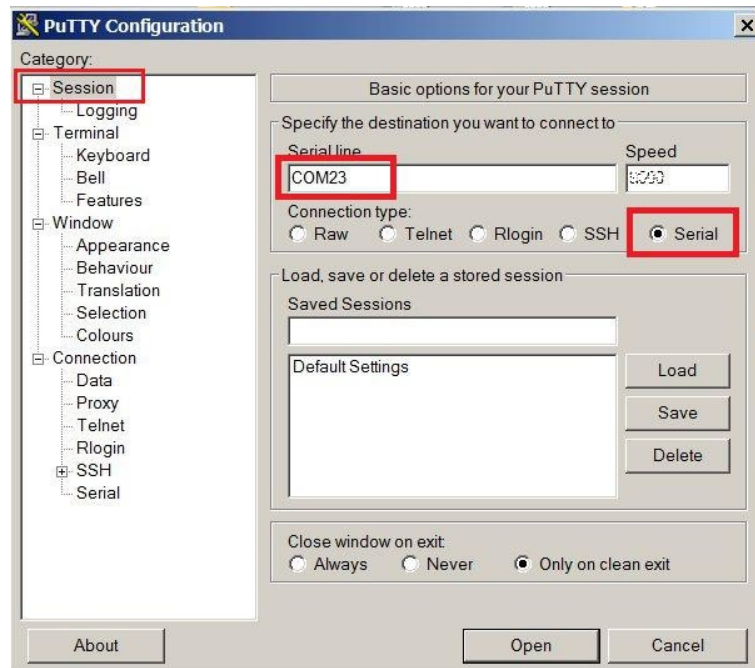 PuTTY Configuration
Category:
Session
Logging
Terminal
Keyboard
Bell
Features
Window
Appearance
Behaviour
Translation
Selection
Colours
Connection
Data
Proxy
Telnet
Rlogin
SSH
Serial
Basic options for your PuTTY session
Specify the destination you want to connect to
Serial line Speed
COM23
Connection type:
Raw Telnet Rlogin SSH Serial
Load, save or delete a stored session
Saved Sessions
Default Settings
Load
Save
Delete
Close window on exit:
Always Never Only on clean exit
About Open Cancel